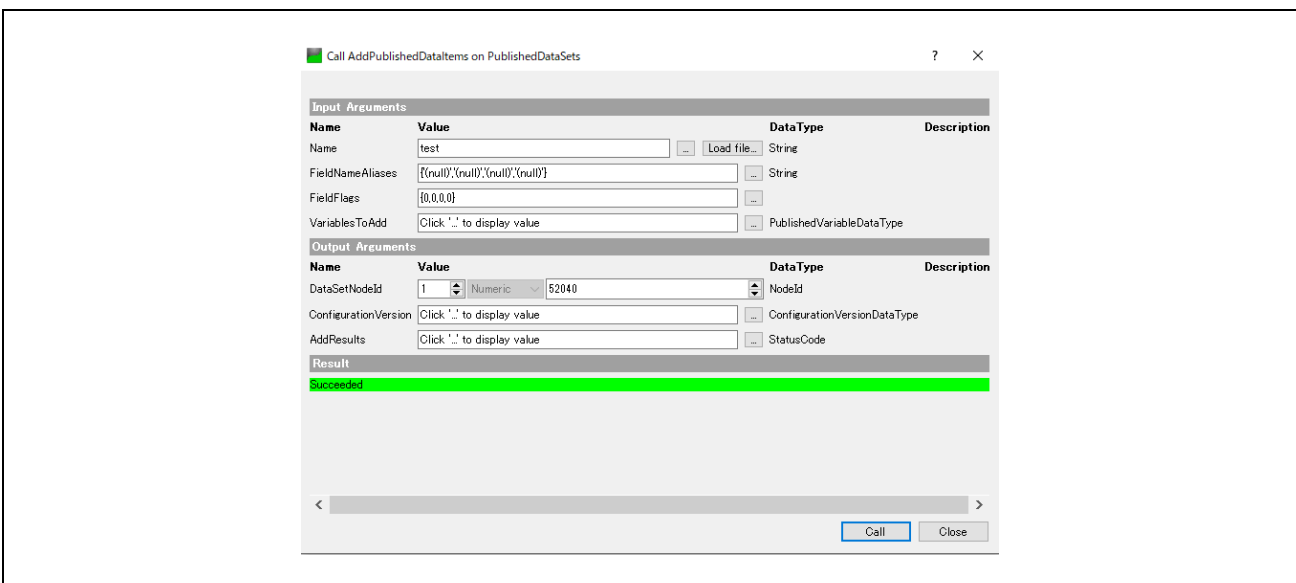 Call AddPublishedDataItems on PublishedDataSets ? ×
Input Arguments
Name Value DataType Description
Name test ... Load file... String
FieldNameAliases {'(null)','(null)','(null)','(null)'} ... String
FieldFlags {0,0,0,0} ...
VariablesToAdd Click '...' to display value ... PublishedVariableDataType
Output Arguments
Name Value DataType Description
DataSetNodeId 1 Numeric 52040 NodeId
ConfigurationVersion Click '...' to display value ... ConfigurationVersionDataType
AddResults Click '...' to display value ... StatusCode
Result
Succeeded
Call Close